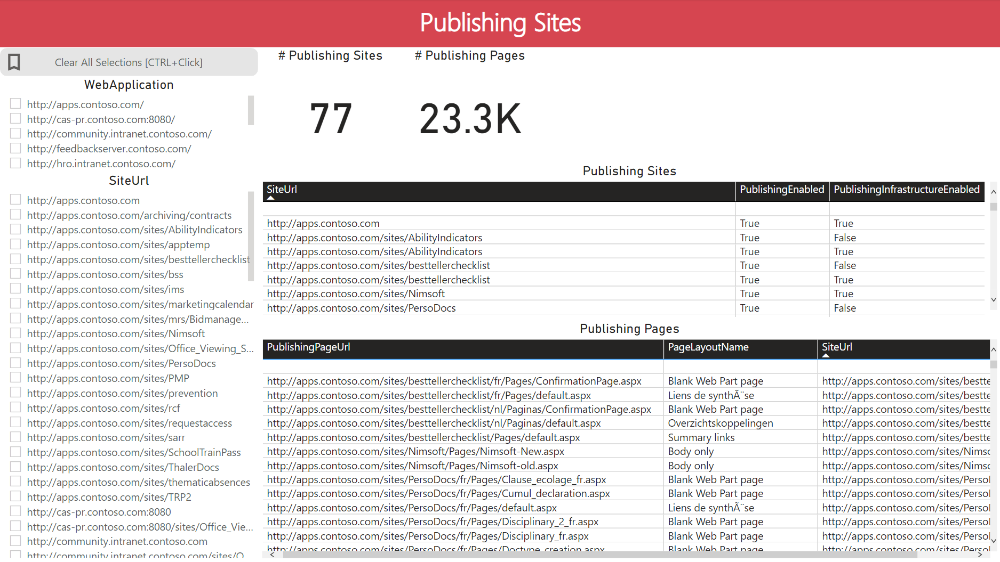 Publishing Sites
Clear All Selections [CTRL+Click]
WebApplication
http://apps.contoso.com/
http://cas-pr.contoso.com:8080/
http://community.intranet.contoso.com/
http://feedbackserver.contoso.com/
http://hro.intranet.contoso.com/
SiteUrl
http://apps.contoso.com
http://apps.contoso.com/archiving/contracts
http://apps.contoso.com/sites/AbilityIndicators
http://apps.contoso.com/sites/apptemp
http://apps.contoso.com/sites/besttellerchecklist
http://apps.contoso.com/sites/bss
http://apps.contoso.com/sites/ims
http://apps.contoso.com/sites/marketingcalendar
http://apps.contoso.com/sites/mrs/Bidmanage...
http://apps.contoso.com/sites/Nimsoft
http://apps.contoso.com/sites/Office_Viewing_S...
http://apps.contoso.com/sites/PersoDocs
http://apps.contoso.com/sites/PMP
http://apps.contoso.com/sites/prevention
http://apps.contoso.com/sites/rcf
http://apps.contoso.com/sites/requestaccess
http://apps.contoso.com/sites/sarr
http://apps.contoso.com/sites/SchoolTrainPass
http://apps.contoso.com/sites/ThalerDocs
http://apps.contoso.com/sites/thematicabsences
http://apps.contoso.com/sites/TRP2
http://cas-pr.contoso.com:8080
http://cas-pr.contoso.com:8080/sites/Office_Vie...
http://community.intranet.contoso.com
http://community.intranet.contoso.com/sites/O
# Publishing Sites # Publishing Pages
77 23.3K
Publishing Sites
SiteUrl PublishingEnabled PublishingInfrastructureEnabled
http://apps.contoso.com True True
http://apps.contoso.com/sites/AbilityIndicators True False
http://apps.contoso.com/sites/AbilityIndicators True True
http://apps.contoso.com/sites/besttellerchecklist True False
http://apps.contoso.com/sites/besttellerchecklist True True
http://apps.contoso.com/sites/Nimsoft True True
http://apps.contoso.com/sites/PersoDocs True False
Publishing Pages
PublishingPageUrl PageLayoutName SiteUrl
http://apps.contoso.com/sites/besttellerchecklist/fr/Pages/ConfirmationPage.aspx Blank Web Part page http://apps.contoso.com/sites/bestte
http://apps.contoso.com/sites/besttellerchecklist/fr/Pages/default.aspx Liens de synthÃ¨se http://apps.contoso.com/sites/bestte
http://apps.contoso.com/sites/besttellerchecklist/nl/Paginas/ConfirmationPage.aspx Blank Web Part page http://apps.contoso.com/sites/bestte
http://apps.contoso.com/sites/besttellerchecklist/nl/Paginas/default.aspx Overzichtskoppelingen http://apps.contoso.com/sites/bestte
http://apps.contoso.com/sites/besttellerchecklist/Pages/default.aspx Summary links http://apps.contoso.com/sites/bestte
http://apps.contoso.com/sites/Nimsoft/Pages/Nimsoft-New.aspx Body only http://apps.contoso.com/sites/Nimsc
http://apps.contoso.com/sites/Nimsoft/Pages/Nimsoft-old.aspx Body only http://apps.contoso.com/sites/Nimsc
http://apps.contoso.com/sites/PersoDocs/fr/Pages/Clause_ecolage_fr.aspx Blank Web Part page http://apps.contoso.com/sites/Perso
http://apps.contoso.com/sites/PersoDocs/fr/Pages/Cumul_declaration.aspx Blank Web Part page http://apps.contoso.com/sites/Perso
http://apps.contoso.com/sites/PersoDocs/fr/Pages/default.aspx Liens de synthÃ¨se http://apps.contoso.com/sites/Perso
http://apps.contoso.com/sites/PersoDocs/fr/Pages/Disciplinary_2_fr.aspx Blank Web Part page http://apps.contoso.com/sites/Perso
http://apps.contoso.com/sites/PersoDocs/fr/Pages/Disciplinary_fr.aspx Blank Web Part page http://apps.contoso.com/sites/Perso
http://apps.contoso.com/sites/PersoDocs/fr/Pages/Doctype_creation.aspx Blank Web Part page http://apps.contoso.com/sites/Perso